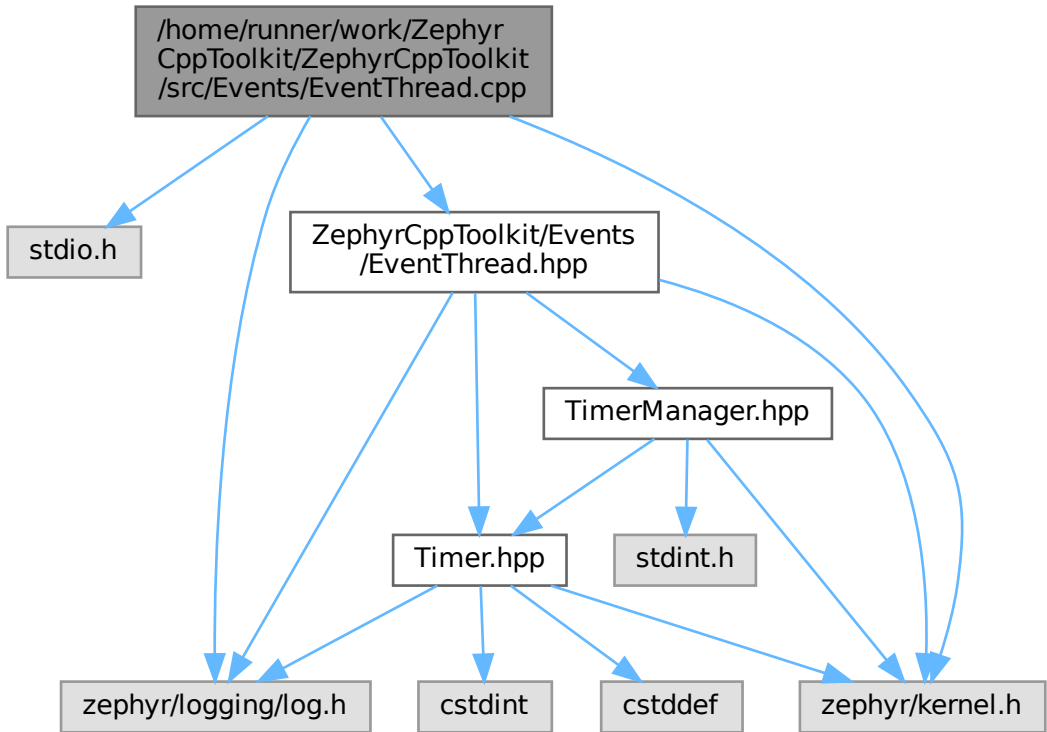 /home/runner/work/Zephyr
CppToolkit/ZephyrCppToolkit
/src/Events/EventThread.cpp
stdio.h
ZephyrCppToolkit/Events
/EventThread.hpp
TimerManager.hpp
Timer.hpp
stdint.h
zephyr/logging/log.h
cstdint
cstddef
zephyr/kernel.h